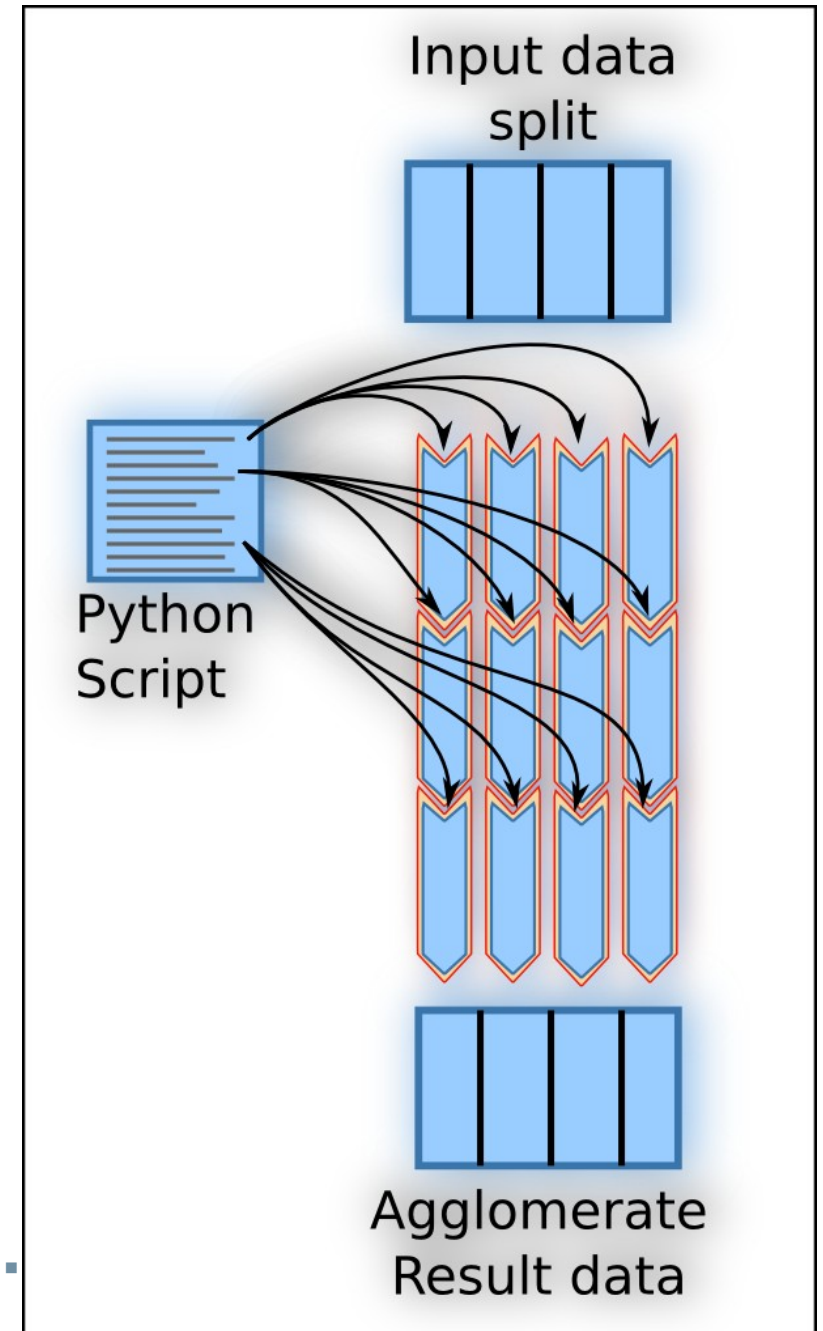 Input data
split
Python
Script
Agglomerate
Result data